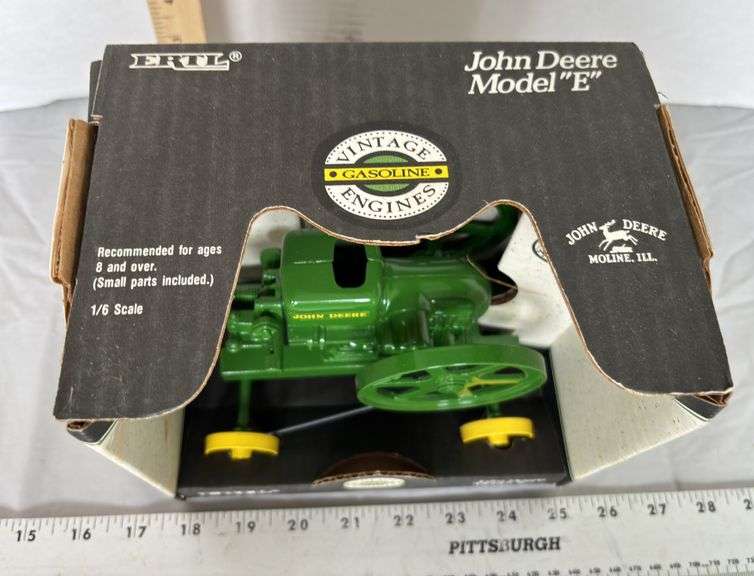 ERTL®
John Deere
Model "E"
VINTAGE
GASOLINE
ENGINES
JOHN DEERE
MOLINE, ILL.
Recommended for ages
8 and over.
(Small parts included.)
1/6 Scale
JOHN DEERE
15 16 17 18 19 20 21 22 23 24 25 26 27 28
PITTSBURGH